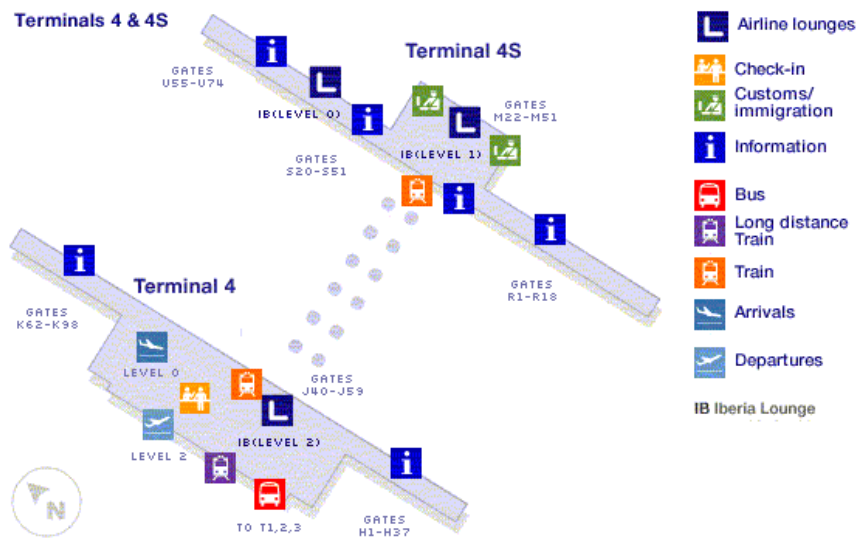 Terminals 4 & 4S
Terminal 4S
GATES
U55-U74
IB(LEVEL 0)
GATES
M22-M51
IB(LEVEL 1)
GATES
S20-S51
GATES
R1-R18
Terminal 4
GATES
K62-K98
LEVEL 0
GATES
J40-J59
IB(LEVEL 2)
LEVEL 2
TO T1,2,3
GATES
H1-H37
N
Airline lounges
Check-in
Customs/
immigration
Information
Bus
Long distance
Train
Train
Arrivals
Departures
IB Iberia Lounge